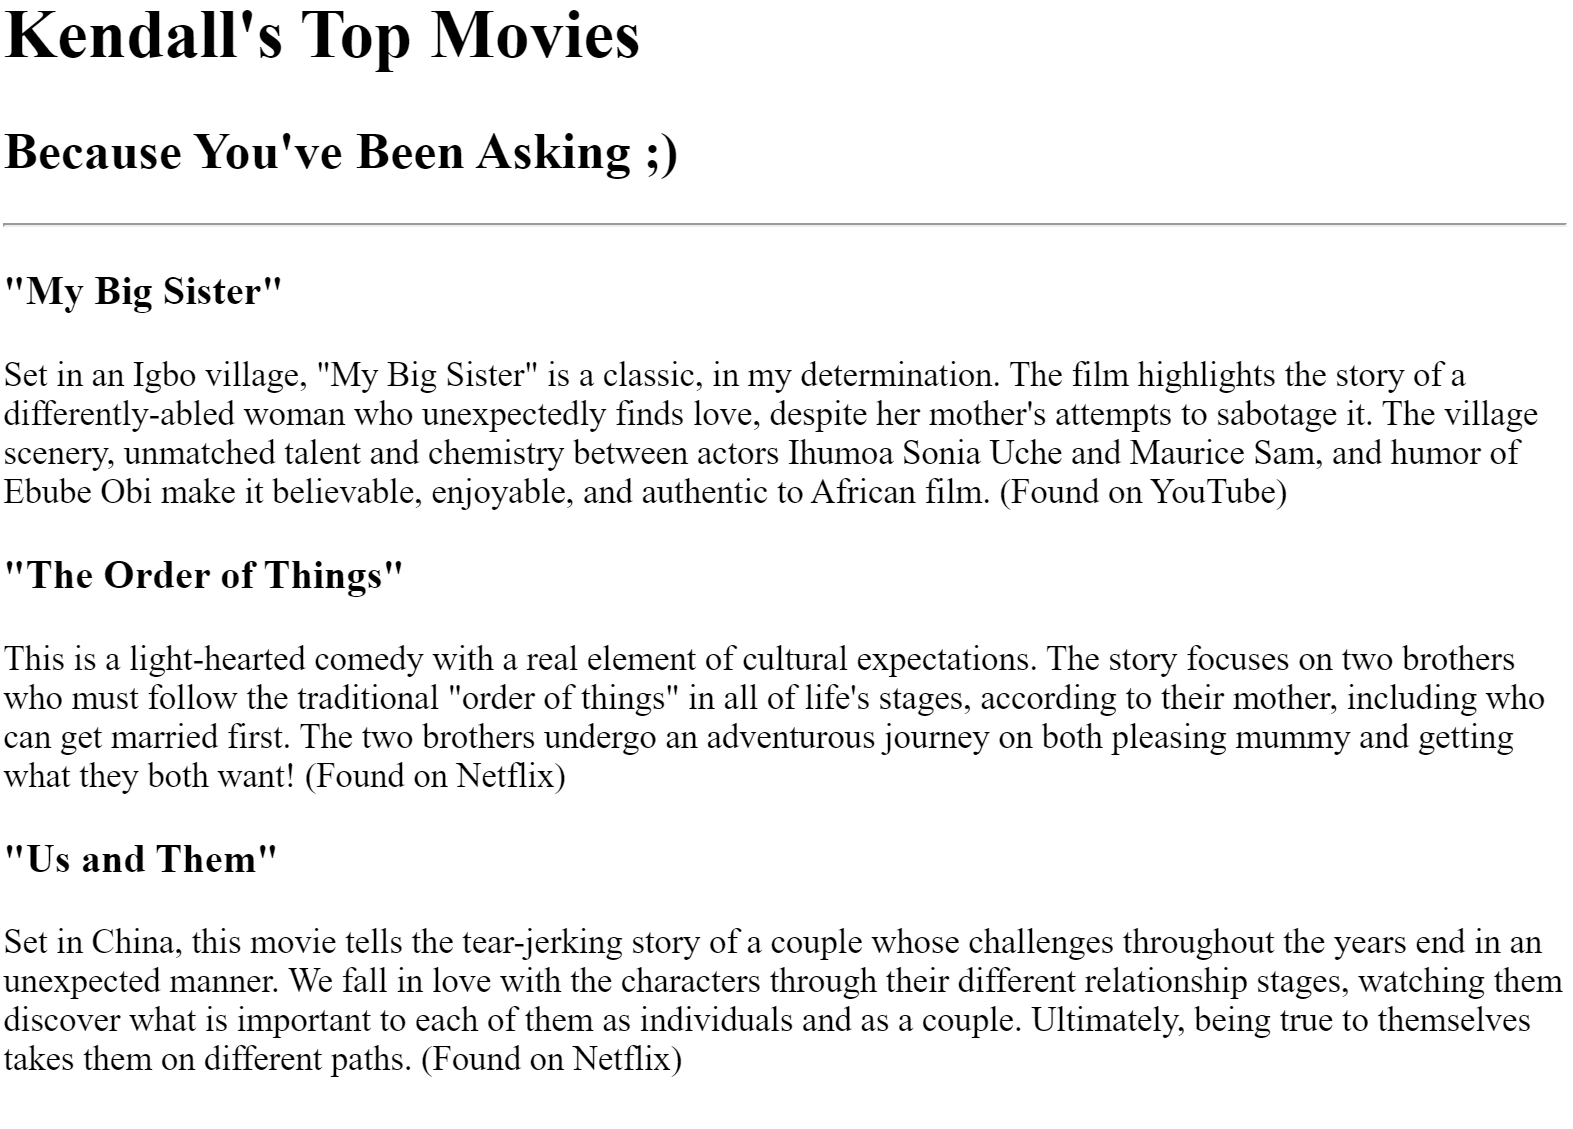 Kendall's Top Movies
Because You've Been Asking ;)
"My Big Sister"
Set in an Igbo village, "My Big Sister" is a classic, in my determination. The film highlights the story of a
differently-abled woman who unexpectedly finds love, despite her mother's attempts to sabotage it. The village
scenery, unmatched talent and chemistry between actors Ihumoa Sonia Uche and Maurice Sam, and humor of
Ebube Obi make it believable, enjoyable, and authentic to African film. (Found on YouTube)
"The Order of Things"
This is a light-hearted comedy with a real element of cultural expectations. The story focuses on two brothers
who must follow the traditional "order of things" in all of life's stages, according to their mother, including who
can get married first. The two brothers undergo an adventurous journey on both pleasing mummy and getting
what they both want! (Found on Netflix)
"Us and Them"
Set in China, this movie tells the tear-jerking story of a couple whose challenges throughout the years end in an
unexpected manner. We fall in love with the characters through their different relationship stages, watching them
discover what is important to each of them as individuals and as a couple. Ultimately, being true to themselves
takes them on different paths. (Found on Netflix)